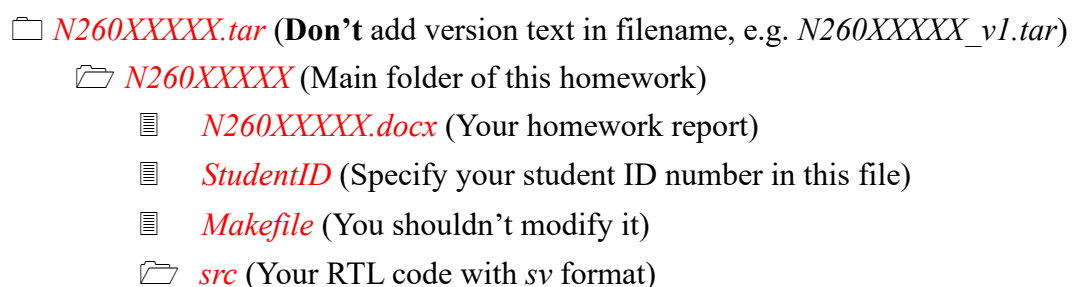 N260XXXXX.tar (Don't add version text in filename, e.g. N260XXXXX_v1.tar)
N260XXXXX (Main folder of this homework)
N260XXXXX.docx (Your homework report)
StudentID (Specify your student ID number in this file)
Makefile (You shouldn't modify it)
src (Your RTL code with sv format)